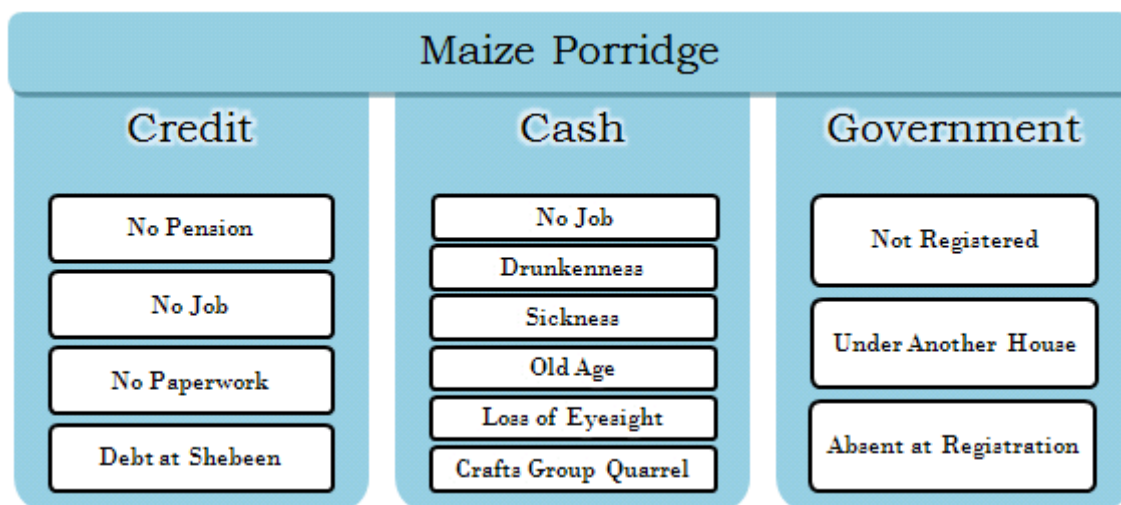 Maize Porridge
Credit
No Pension
No Job
No Paperwork
Debt at Shebeen
Cash
No Job
Drunkenness
Sickness
Old Age
Loss of Eyesight
Crafts Group Quarrel
Government
Not Registered
Under Another House
Absent at Registration